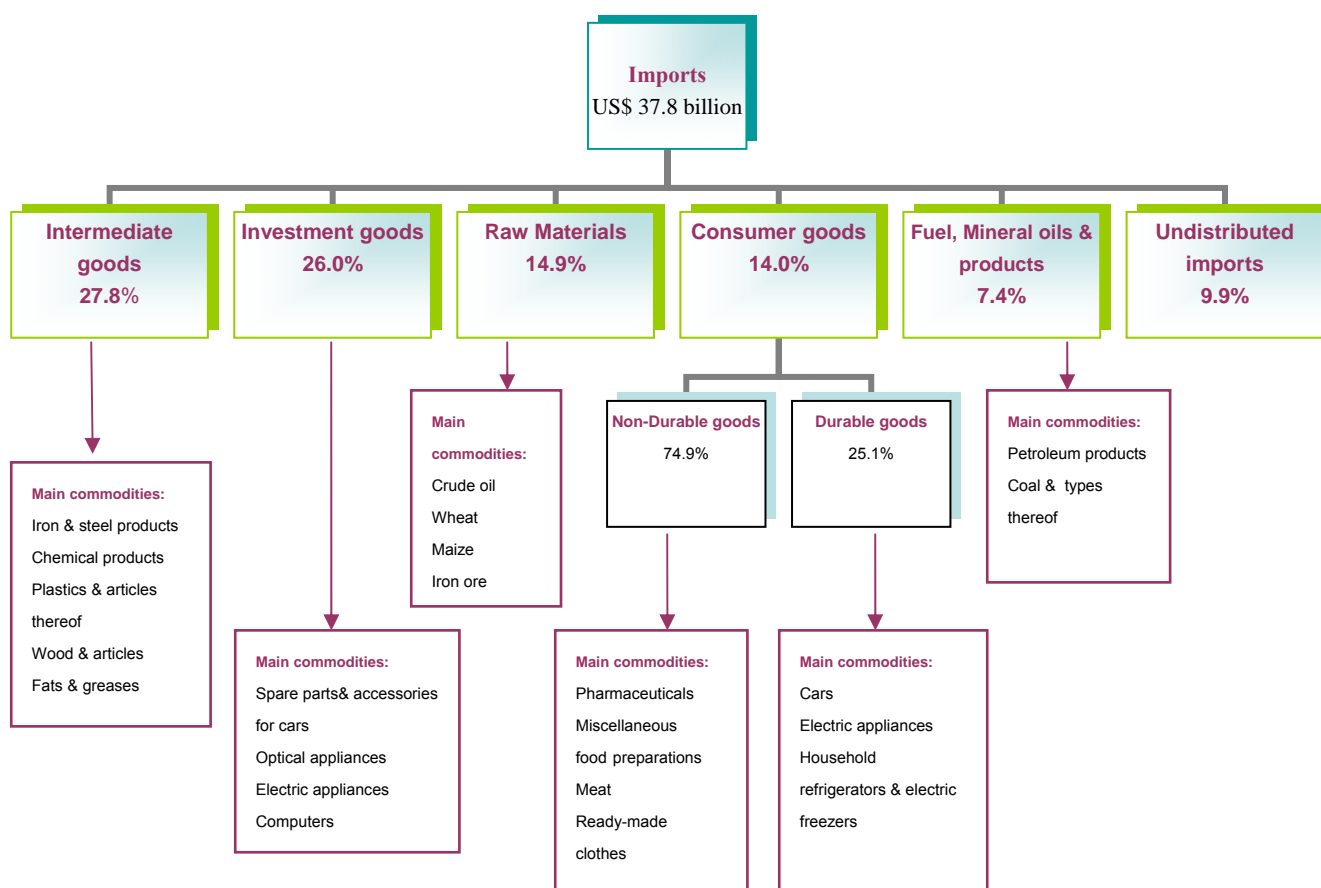 Imports
US$ 37.8 billion
Intermediate
goods
27.8%
Investment goods
26.0%
Raw Materials
14.9%
Consumer goods
14.0%
Fuel, Mineral oils &
products
7.4%
Undistributed
imports
9.9%
Non-Durable goods
74.9%
Durable goods
25.1%
Main commodities:
Iron & steel products
Chemical products
Plastics & articles
thereof
Wood & articles
Fats & greases
Main commodities:
Spare parts& accessories
for cars
Optical appliances
Electric appliances
Computers
Main
commodities:
Crude oil
Wheat
Maize
Iron ore
Main commodities:
Pharmaceuticals
Miscellaneous
food preparations
Meat
Ready-made
clothes
Main commodities:
Cars
Electric appliances
Household
refrigerators & electric
freezers
Main commodities:
Petroleum products
Coal & types
thereof